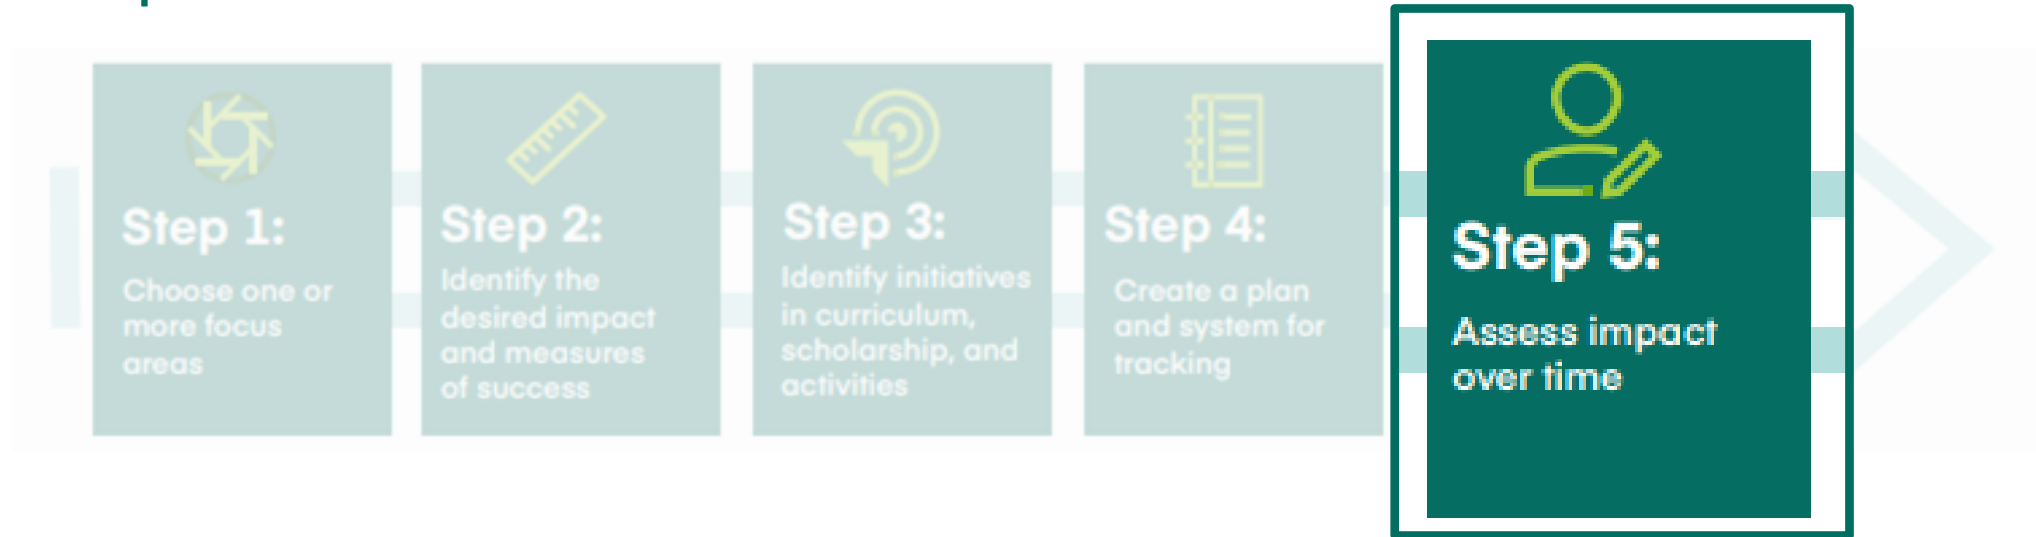 Step 1:
Choose one or
more focus
areas
Step 2:
Identify the
desired impact
and measures
of success
Step 3:
Identify initiatives
in curriculum,
scholarship, and
activities
Step 4:
Create a plan
and system for
tracking
Step 5:
Assess impact
over time